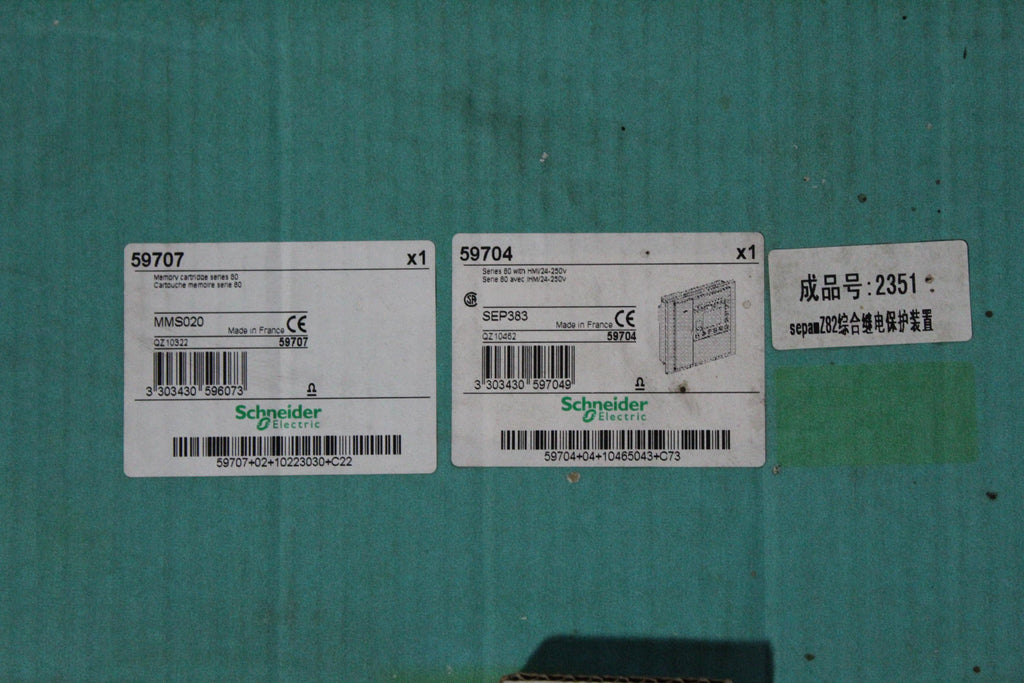 59707 x1
Memory cartridge series 80
Cartouche memoire serie 80
MMS020
Made in France CE
QZ10322 59707
3 303430 596073
Schneider
Electric
59707+02+10223030+C22
59704 x1
Series 80 with HMI/24-250V
Serie 80 avec IHM/24-250V
SEP383
Made in France CE
QZ10462 59704
3 303430 597049
Schneider
Electric
59704+04+10465043+C73
成品号:2351
sepamZ82综合继电保护装置